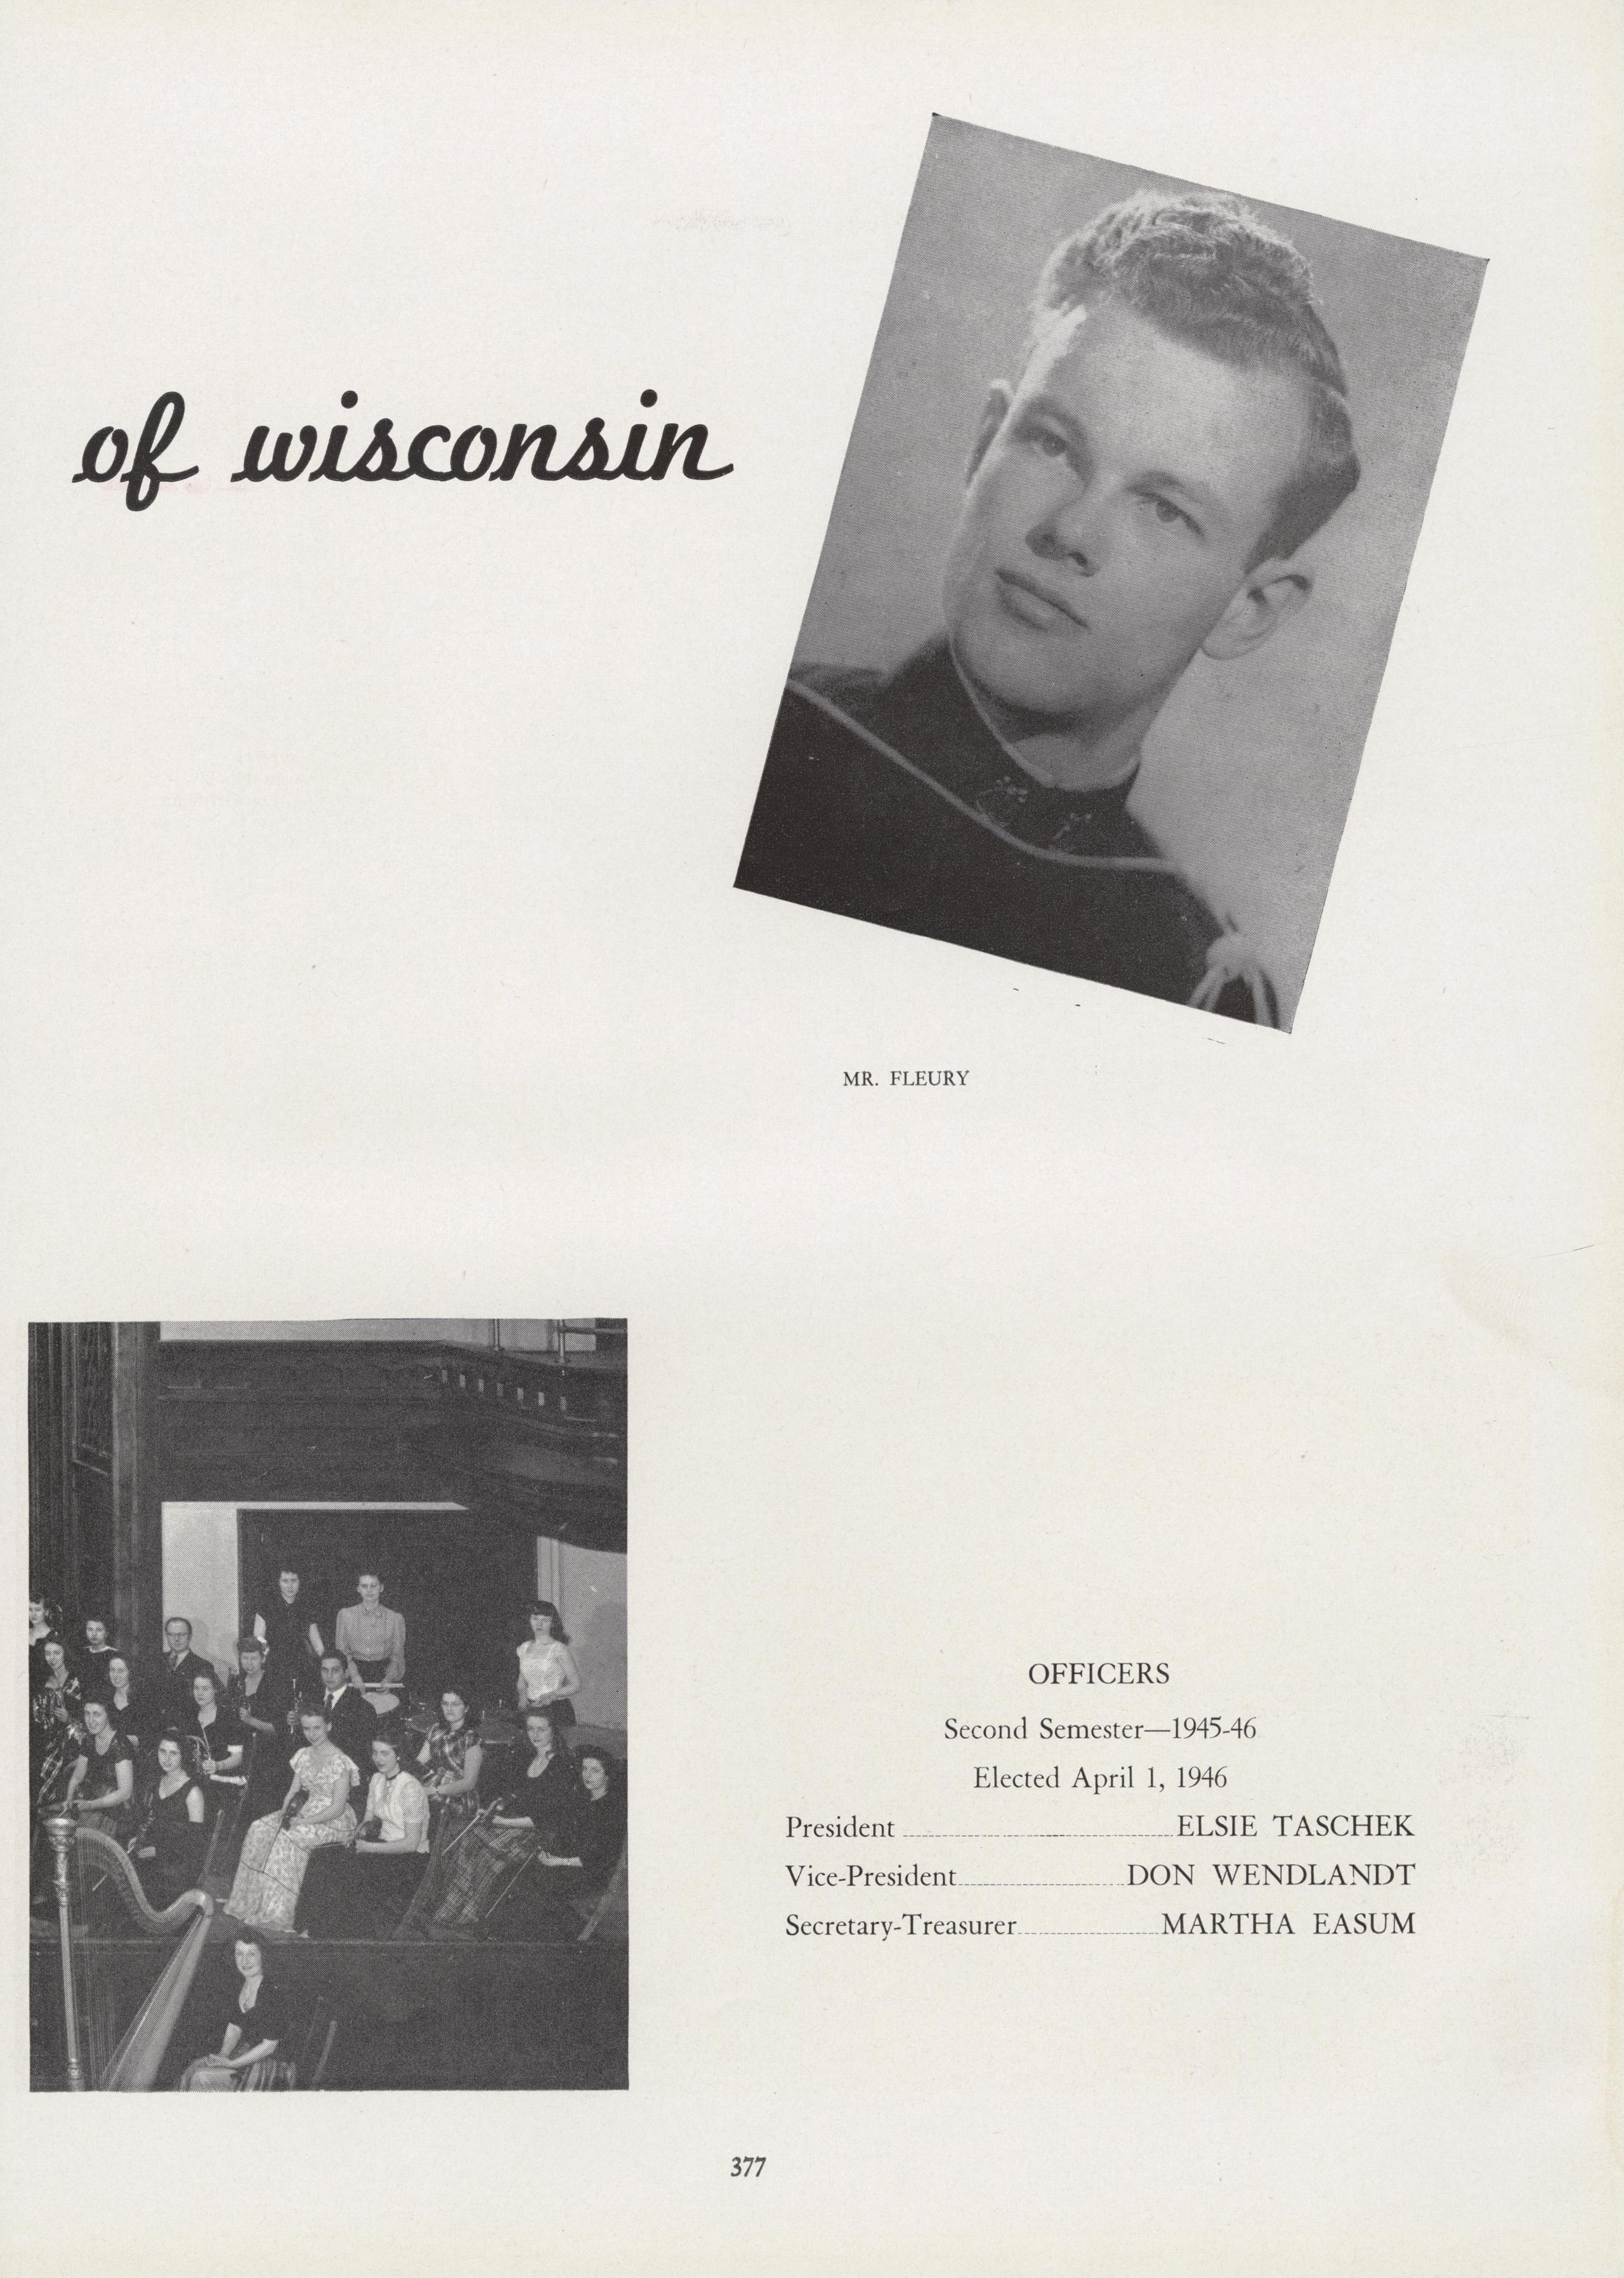 of wisconsin
MR. FLEURY
OFFICERS
Second Semester—1945-46
Elected April 1, 1946
President ELSIE TASCHEK
Vice-President DON WENDLANDT
Secretary-Treasurer MARTHA EASUM
377